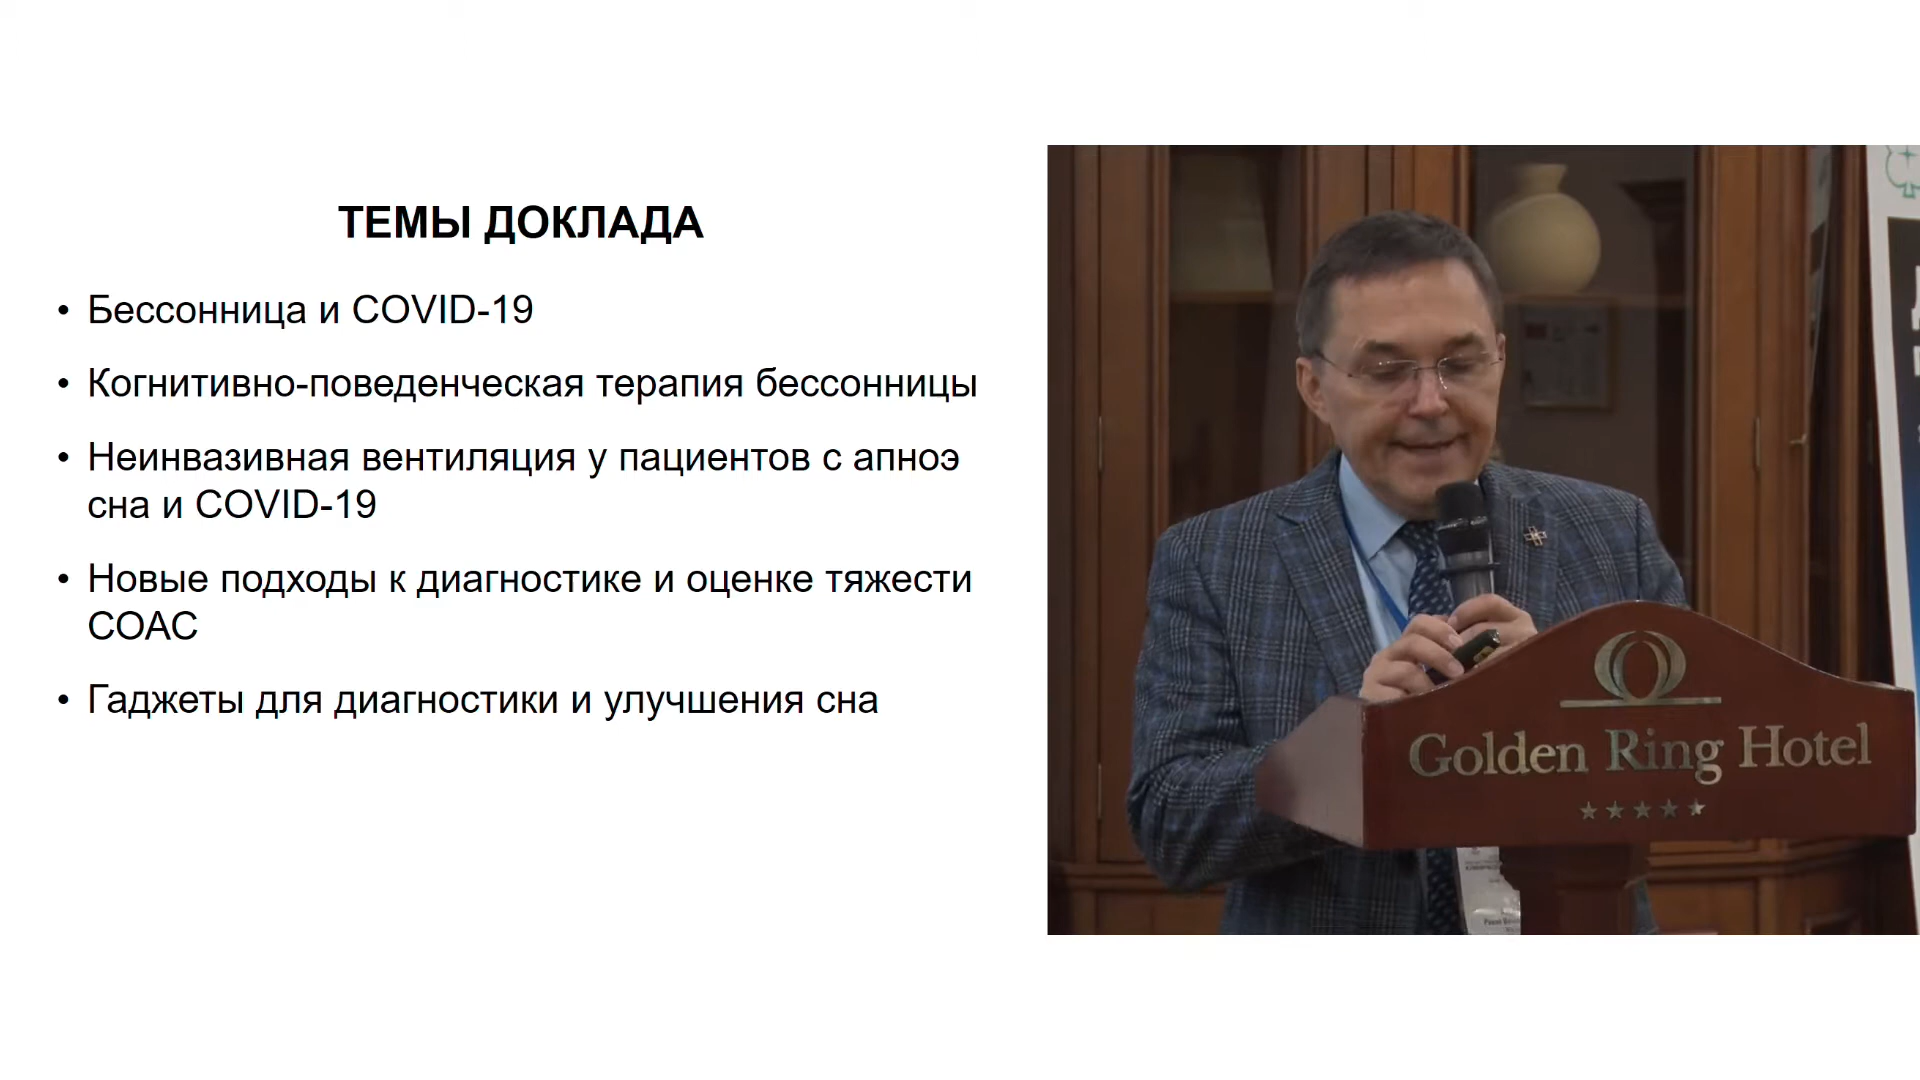 ТЕМЫ ДОКЛАДА
• Бессонница и COVID-19
• Когнитивно-поведенческая терапия бессонницы
• Неинвазивная вентиляция у пациентов с апноэ
сна и COVID-19
• Новые подходы к диагностике и оценке тяжести
СОАС
• Гаджеты для диагностики и улучшения сна
Golden Ring Hotel